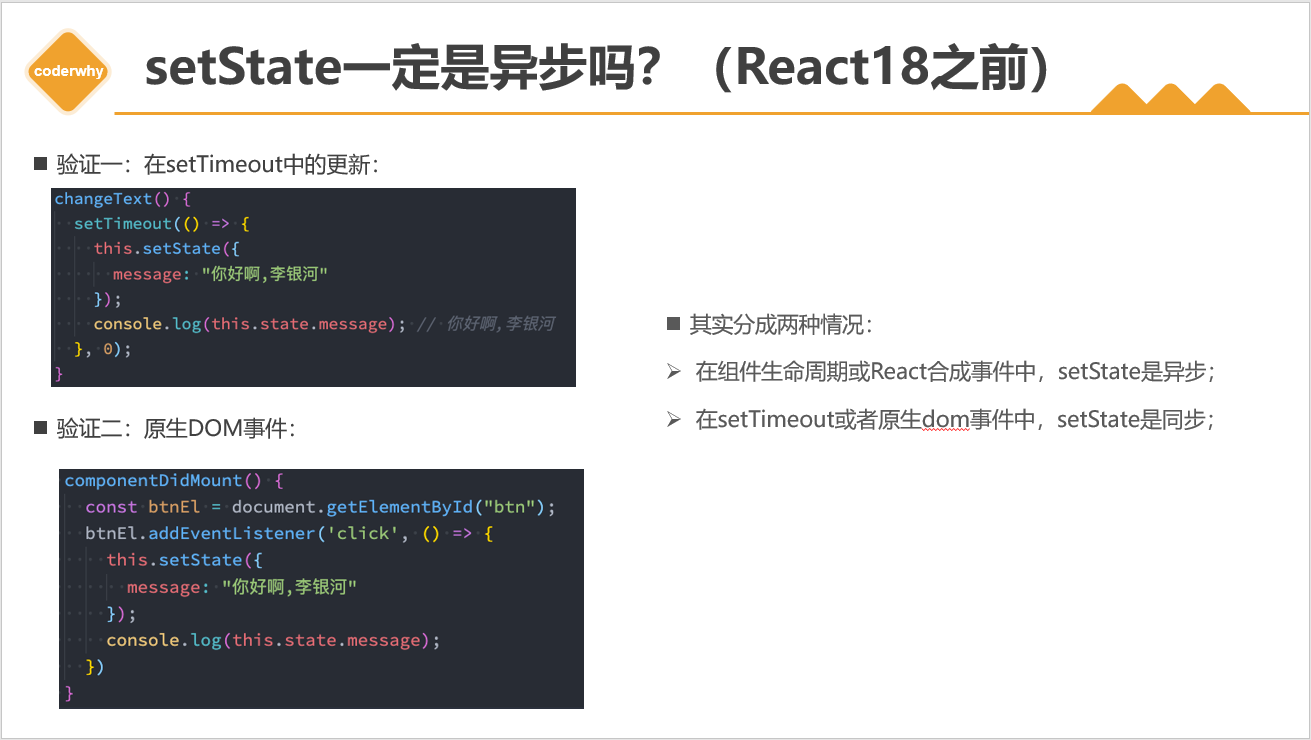 coderwhy
setState一定是异步吗？（React18之前）
验证一：在setTimeout中的更新：
changeText() {
setTimeout(() => {
this.setState({
message: "你好啊,李银河"
});
console.log(this.state.message); // 你好啊,李银河
}, 0);
}
验证二：原生DOM事件：
componentDidMount() {
const btnEl = document.getElementById("btn");
btnEl.addEventListener('click', () => {
this.setState({
message: "你好啊,李银河"
});
console.log(this.state.message);
})
}
其实分成两种情况：
在组件生命周期或React合成事件中，setState是异步；
在setTimeout或者原生dom事件中，setState是同步；